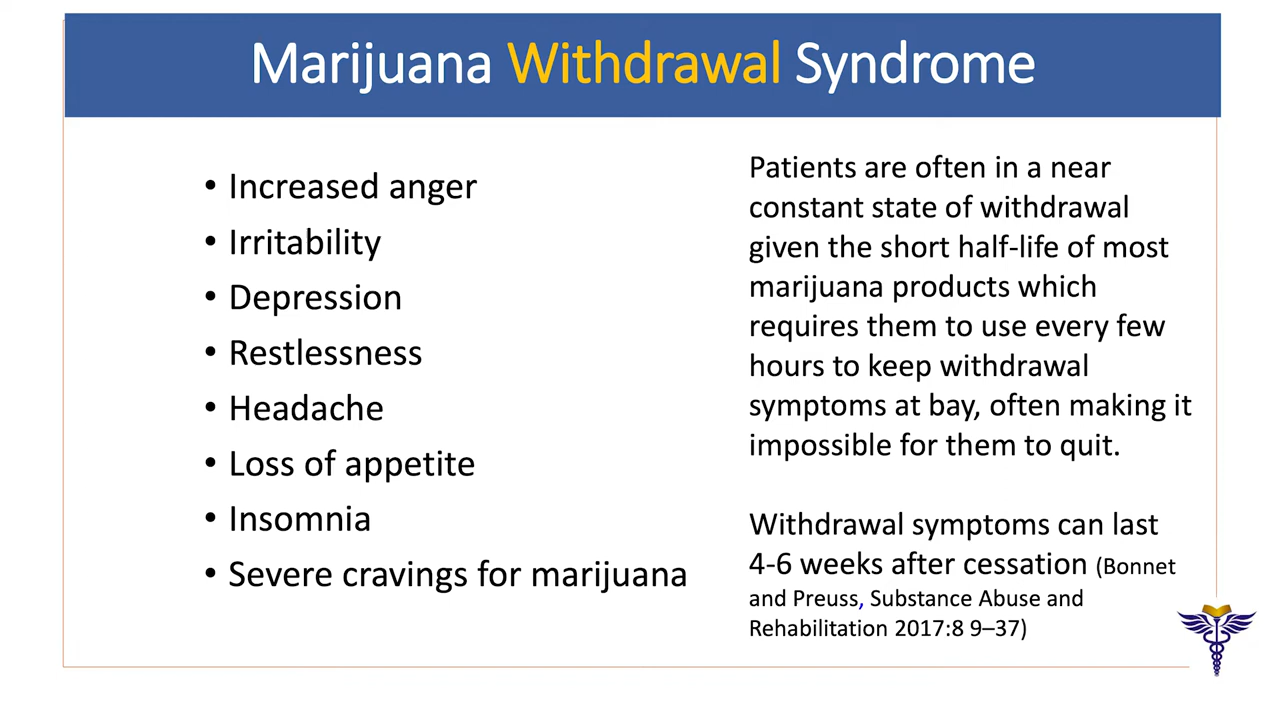 Marijuana Withdrawal Syndrome
• Increased anger
• Irritability
• Depression
• Restlessness
• Headache
• Loss of appetite
• Insomnia
• Severe cravings for marijuana
Patients are often in a near
constant state of withdrawal
given the short half-life of most
marijuana products which
requires them to use every few
hours to keep withdrawal
symptoms at bay, often making it
impossible for them to quit.
Withdrawal symptoms can last
4-6 weeks after cessation (Bonnet
and Preuss, Substance Abuse and
Rehabilitation 2017:8 9–37)